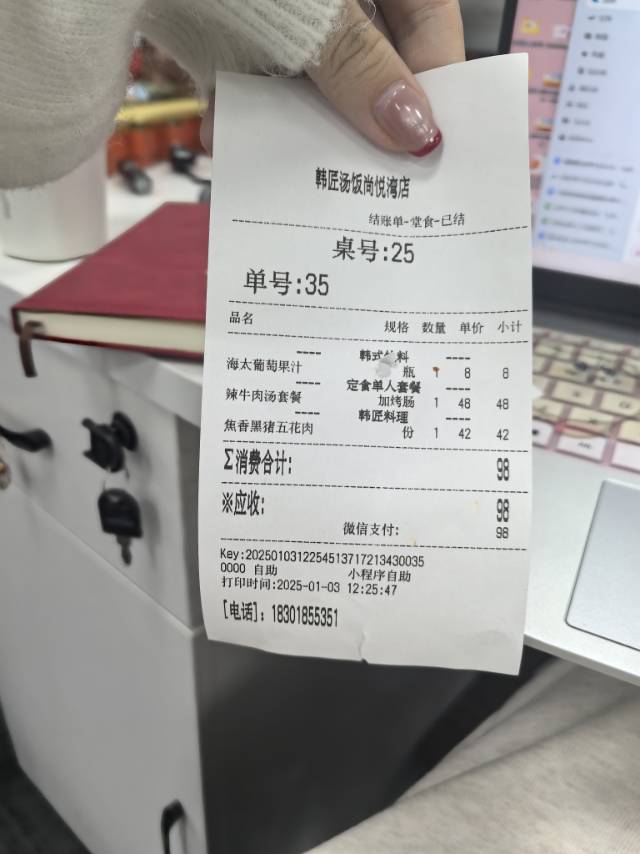 韩匠汤饭尚悦湾店
结账单-堂食-已结
桌号:25
单号:35
品名 规格 数量 单价 小计
---- 韩式饮料 ----
海太葡萄果汁 瓶 1 8 8
---- 定食单人套餐 ----
辣牛肉汤套餐 加烤肠 1 48 48
---- 韩匠料理 ----
焦香黑猪五花肉 份 1 42 42
Σ消费合计: 98
※应收: 98
微信支付: 98
Key:2025010312254513717213430035
0000 自助 小程序自助
打印时间:2025-01-03 12:25:47
[电话]: 18301855351